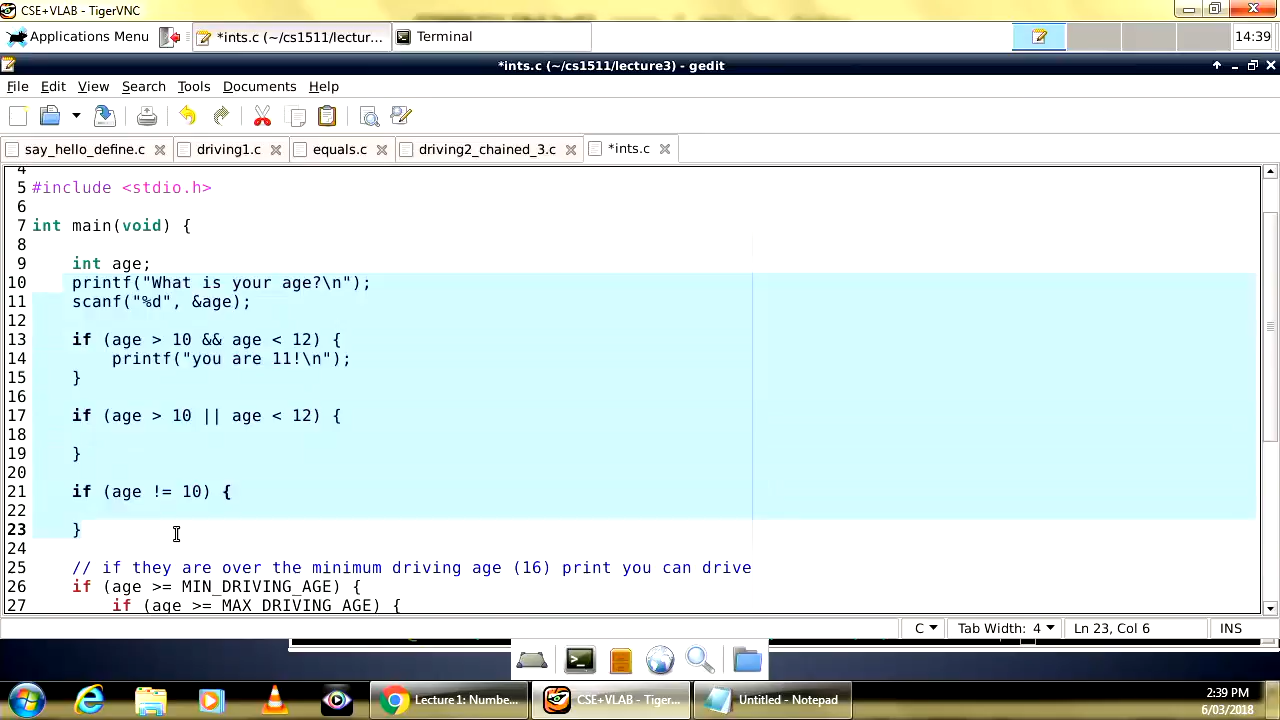 CSE+VLAB - TigerVNC
Applications Menu
*ints.c (~/cs1511/lectur...
Terminal
14:39
*ints.c (~/cs1511/lecture3) - gedit
File Edit View Search Tools Documents Help
say_hello_define.c
driving1.c
equals.c
driving2_chained_3.c
*ints.c
4
5 #include <stdio.h>
6
7 int main(void) {
8
9     int age;
10     printf("What is your age?\n");
11     scanf("%d", &age);
12
13     if (age > 10 && age < 12) {
14         printf("you are 11!\n");
15     }
16
17     if (age > 10 || age < 12) {
18
19     }
20
21     if (age != 10) {
22
23     }
24
25     // if they are over the minimum driving age (16) print you can drive
26     if (age >= MIN_DRIVING_AGE) {
27         if (age >= MAX_DRIVING_AGE) {
C Tab Width: 4 Ln 23, Col 6 INS
Lecture 1: Numbe...
CSE+VLAB - Tiger...
Untitled - Notepad
2:39 PM
6/03/2018